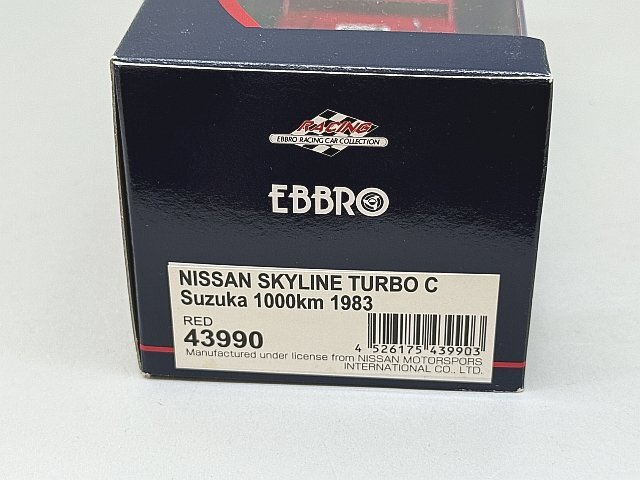 RACING
EBBRO RACING CAR COLLECTION
EBBRO
NISSAN SKYLINE TURBO C
Suzuka 1000km 1983
RED
43990
4 526175 439903
Manufactured under license from NISSAN MOTORSPORS
INTERNATIONAL CO., LTD.